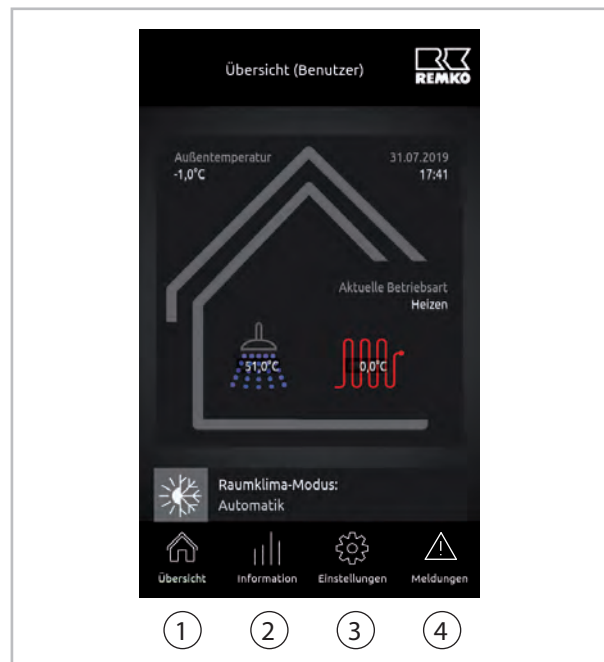 Übersicht (Benutzer)
REMKO
Außentemperatur
-1,0°C
31.07.2019
17:41
Aktuelle Betriebsart
Heizen
51,0°C
0,0°C
Raumklima-Modus:
Automatik
Übersicht
Information
Einstellungen
Meldungen
1
2
3
4